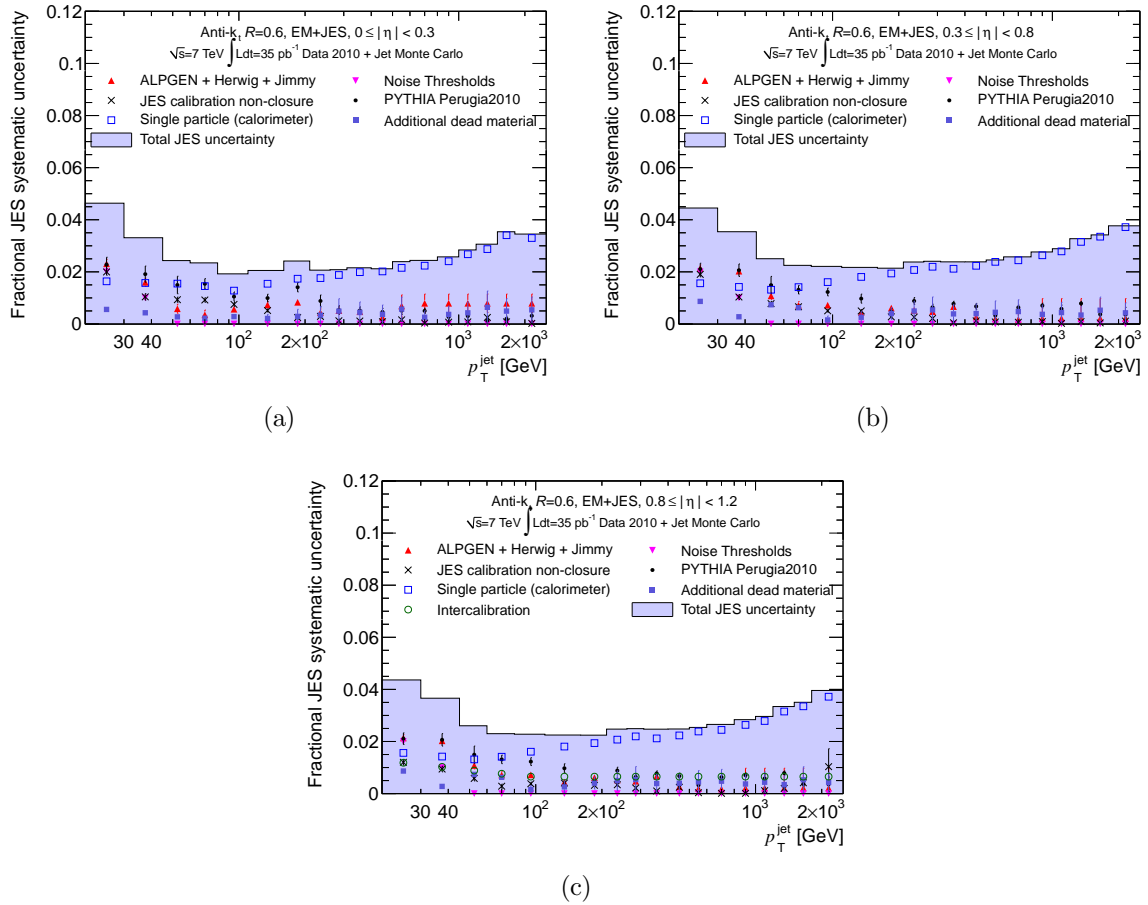 Anti-k_t R=0.6, EM+JES, 0 ≤ | η | < 0.3
√s=7 TeV ∫ Ldt=35 pb⁻¹ Data 2010 + Jet Monte Carlo
ALPGEN + Herwig + Jimmy
JES calibration non-closure
Single particle (calorimeter)
Total JES uncertainty
Noise Thresholds
PYTHIA Perugia2010
Additional dead material
Fractional JES systematic uncertainty
0.12
0.1
0.08
0.06
0.04
0.02
0
30 40 10² 2×10² 10³ 2×10³
p_T^jet [GeV]
(a)
Anti-k_t R=0.6, EM+JES, 0.3 ≤ | η | < 0.8
√s=7 TeV ∫ Ldt=35 pb⁻¹ Data 2010 + Jet Monte Carlo
ALPGEN + Herwig + Jimmy
JES calibration non-closure
Single particle (calorimeter)
Total JES uncertainty
Noise Thresholds
PYTHIA Perugia2010
Additional dead material
Fractional JES systematic uncertainty
0.12
0.1
0.08
0.06
0.04
0.02
0
30 40 10² 2×10² 10³ 2×10³
p_T^jet [GeV]
(b)
Anti-k_t R=0.6, EM+JES, 0.8 ≤ | η | < 1.2
√s=7 TeV ∫ Ldt=35 pb⁻¹ Data 2010 + Jet Monte Carlo
ALPGEN + Herwig + Jimmy
JES calibration non-closure
Single particle (calorimeter)
Intercalibration
Noise Thresholds
PYTHIA Perugia2010
Additional dead material
Total JES uncertainty
Fractional JES systematic uncertainty
0.12
0.1
0.08
0.06
0.04
0.02
0
30 40 10² 2×10² 10³ 2×10³
p_T^jet [GeV]
(c)